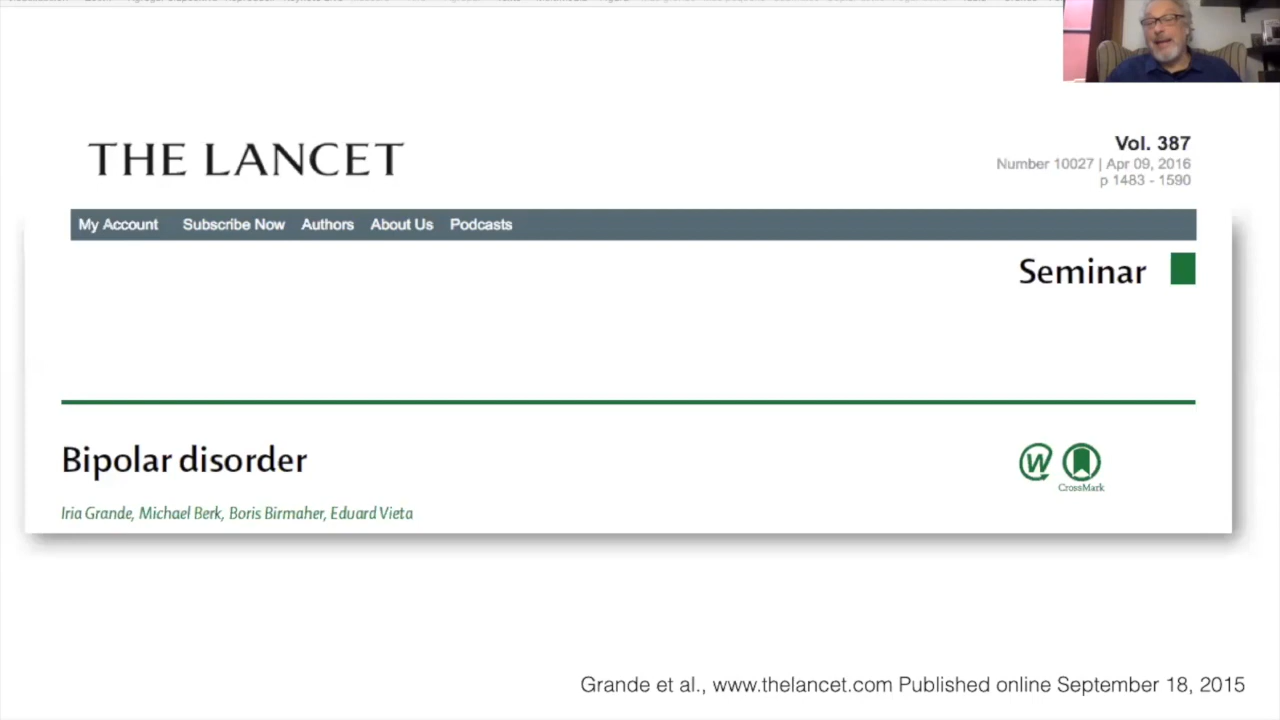 THE LANCET
Vol. 387
Number 10027 | Apr 09, 2016
p 1483 - 1590
My Account Subscribe Now Authors About Us Podcasts
Seminar
Bipolar disorder
W
CrossMark
Iria Grande, Michael Berk, Boris Birmaher, Eduard Vieta
Grande et al., www.thelancet.com Published online September 18, 2015